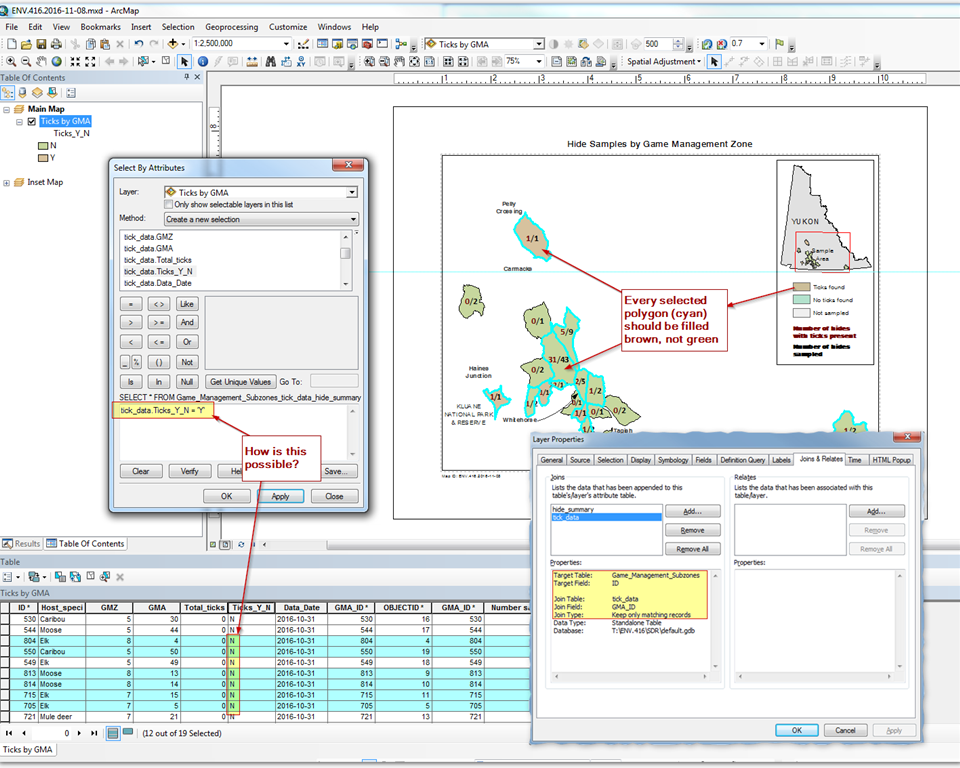 ENV.416.2016-11-08.mxd - ArcMap
File Edit View Bookmarks Insert Selection Geoprocessing Customize Windows Help
1:2,500,000
Ticks by GMA
500
0.7
75%
Spatial Adjustment
Table Of Contents
Main Map
Ticks by GMA
Ticks_Y_N
N
Y
Inset Map
Results
Table Of Contents
1 2 3 4 5 6 7 8 9 10
8
Select By Attributes
Layer:
Ticks by GMA
Only show selectable layers in this list
Method:
Create a new selection
tick_data.GMZ
tick_data.GMA
tick_data.Total_ticks
tick_data.Ticks_Y_N
tick_data.Data_Date
= < > Like
> > = And
< < = Or
_ % ( ) Not
Is In Null
Get Unique Values
Go To:
SELECT * FROM Game_Management_Subzones_tick_data_hide_summary
tick_data.Ticks_Y_N = 'Y'
Clear
Verify
Hel
Save...
OK
Apply
Close
How is this
possible?
Hide Samples by Game Management Zone
Pelly
Crossing
1/1
Carmacks
0/2
0/1
5/9
31/43
0/2
2/5
1/2
Haines
Junction
1/1
KLUANE
NATIONAL PARK
& RESERVE
Whitehorse
1/1
0/1
0/2
Tagish
YUKON
Sample
Area
Ticks found
No ticks found
Not sampled
Number of hides
with ticks present
Number of hides
sampled
Every selected
polygon (cyan)
should be filled
brown, not green
Layer Properties
General Source Selection Display Symbology Fields Definition Query Labels Joins & Relates Time HTML Popup
Joins
Lists the data that has been appended to this
table's/layer's attribute table.
hide_summary
tick_data
Add...
Remove
Remove All
Properties:
Target Table: Game_Management_Subzones
Target Field: ID
Join Table: tick_data
Join Field: GMA_ID
Join Type: Keep only matching records
Data Type: Standalone Table
Database: T:\ENV.416\SDR\default.gdb
Relates
Lists the data that has been associated with this
table/layer.
Add...
Remove
Remove All
Properties:
OK
Cancel
Apply
Table
Ticks by GMA
ID * Host_speci GMZ GMA Total_ticks Ticks_Y_N Data_Date GMA_ID * OBJECTID * GMA_ID * Number sa
530 Caribou 5 30 0 N 2016-10-31 530 16 530
544 Moose 5 44 0 N 2016-10-31 544 17 544
804 Elk 8 4 0 N 2016-10-31 804 4 804
550 Caribou 5 50 0 N 2016-10-31 550 19 550
549 Elk 5 49 0 N 2016-10-31 549 18 549
813 Moose 8 13 0 N 2016-10-31 813 9 813
814 Moose 8 14 0 N 2016-10-31 814 10 814
715 Elk 7 15 0 N 2016-10-31 715 11 715
705 Elk 7 5 0 N 2016-10-31 705 5 705
721 Mule deer 7 21 0 N 2016-10-31 721 13 721
0
(12 out of 19 Selected)
Ticks by GMA